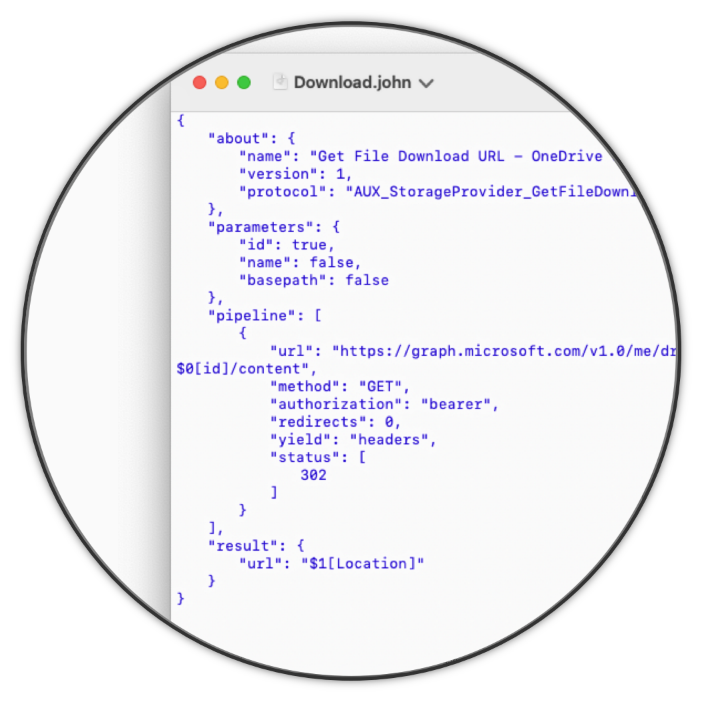 Download.john
{
"about": {
"name": "Get File Download URL – OneDrive
"version": 1,
"protocol": "AUX_StorageProvider_GetFileDownl
},
"parameters": {
"id": true,
"name": false,
"basepath": false
},
"pipeline": [
{
"url": "https://graph.microsoft.com/v1.0/me/dr
$0[id]/content",
"method": "GET",
"authorization": "bearer",
"redirects": 0,
"yield": "headers",
"status": [
302
]
}
],
"result": {
"url": "$1[Location]"
}
}